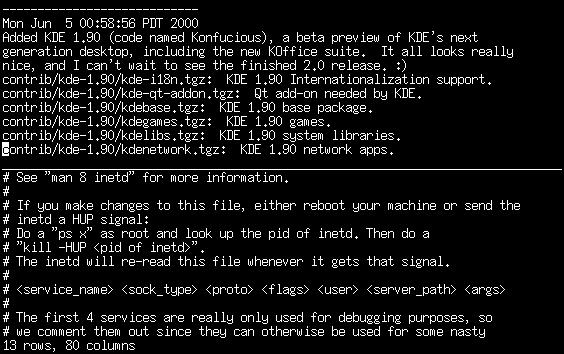 ----------------------------
Mon Jun  5 00:58:56 PDT 2000
Added KDE 1.90 (code named Konfucious), a beta preview of KDE's next
generation desktop, including the new KOffice suite.  It all looks really
nice, and I can't wait to see the finished 2.0 release. :)
contrib/kde-1.90/kde-i18n.tgz:  KDE 1.90 Internationalization support.
contrib/kde-1.90/kde-qt-addon.tgz:  Qt add-on needed by KDE.
contrib/kde-1.90/kdebase.tgz:  KDE 1.90 base package.
contrib/kde-1.90/kdegames.tgz:  KDE 1.90 games.
contrib/kde-1.90/kdelibs.tgz:  KDE 1.90 system libraries.
contrib/kde-1.90/kdenetwork.tgz:  KDE 1.90 network apps.
# See "man 8 inetd" for more information.
#
# If you make changes to this file, either reboot your machine or send the
# inetd a HUP signal:
# Do a "ps x" as root and look up the pid of inetd. Then do a
# "kill -HUP <pid of inetd>".
# The inetd will re-read this file whenever it gets that signal.
#
# <service_name> <sock_type> <proto> <flags> <user> <server_path> <args>
#
# The first 4 services are really only used for debugging purposes, so
# we comment them out since they can otherwise be used for some nasty
13 rows, 80 columns